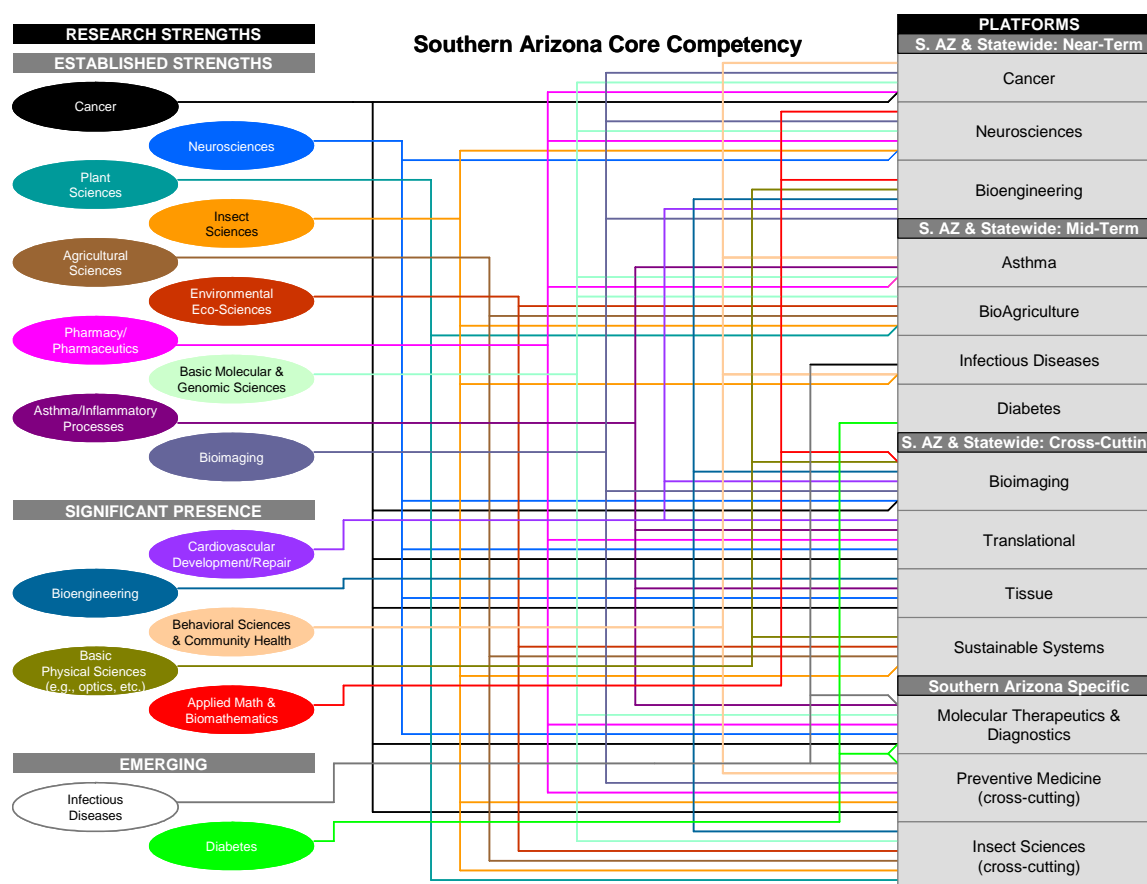 Southern Arizona Core Competency
RESEARCH STRENGTHS
ESTABLISHED STRENGTHS
Cancer
Neurosciences
Plant
Sciences
Insect
Sciences
Agricultural
Sciences
Environmental
Eco-Sciences
Pharmacy/
Pharmaceutics
Basic Molecular &
Genomic Sciences
Asthma/Inflammatory
Processes
Bioimaging
SIGNIFICANT PRESENCE
Cardiovascular
Development/Repair
Bioengineering
Behavioral Sciences
& Community Health
Basic
Physical Sciences
(e.g., optics, etc.)
Applied Math &
Biomathematics
EMERGING
Infectious
Diseases
Diabetes
PLATFORMS
S. AZ & Statewide: Near-Term
Cancer
Neurosciences
Bioengineering
S. AZ & Statewide: Mid-Term
Asthma
BioAgriculture
Infectious Diseases
Diabetes
S. AZ & Statewide: Cross-Cuttin
Bioimaging
Translational
Tissue
Sustainable Systems
Southern Arizona Specific
Molecular Therapeutics &
Diagnostics
Preventive Medicine
(cross-cutting)
Insect Sciences
(cross-cutting)